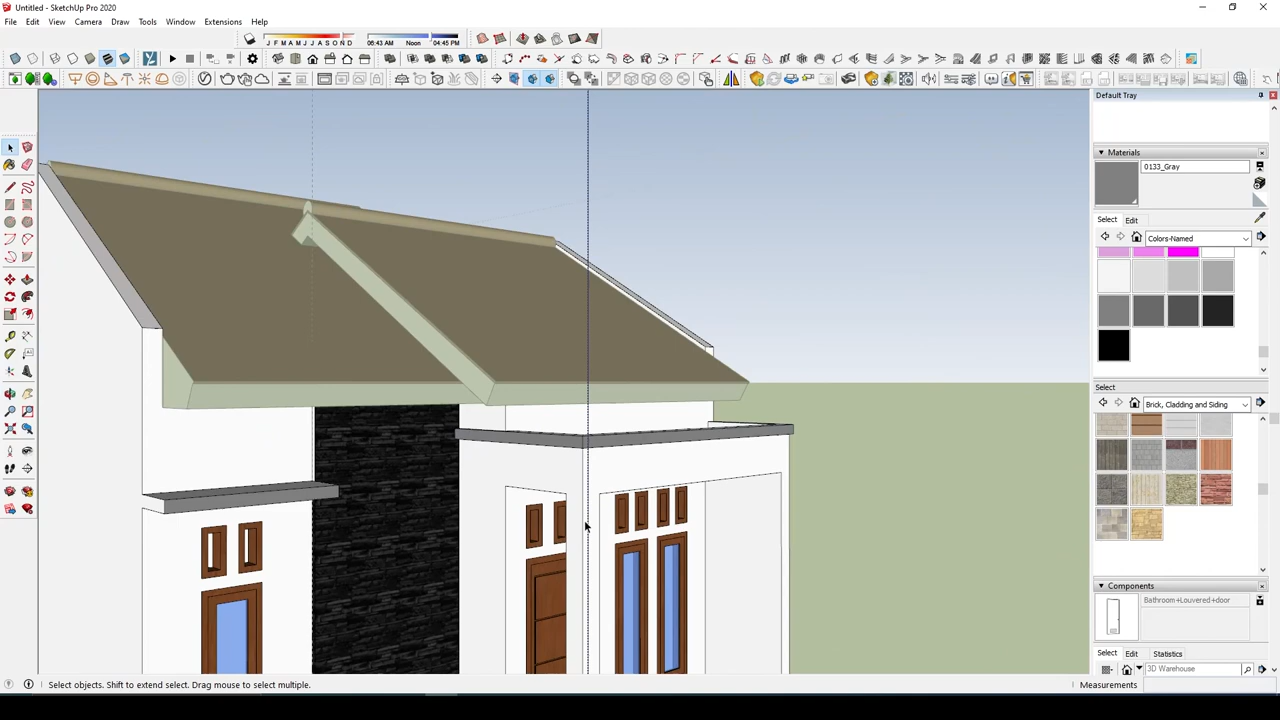 Untitled - SketchUp Pro 2020
File Edit View Camera Draw Tools Window Extensions Help
J F M A M J J A S O N D 06:43 AM Noon 04:45 PM
Default Tray
Materials
0133_Gray
Select Edit
Colors-Named
Select
Brick, Cladding and Siding
Components
Bathroom+Louvered+door
Select Edit Statistics
3D Warehouse
Select objects. Shift to extend select. Drag mouse to select multiple.
Measurements